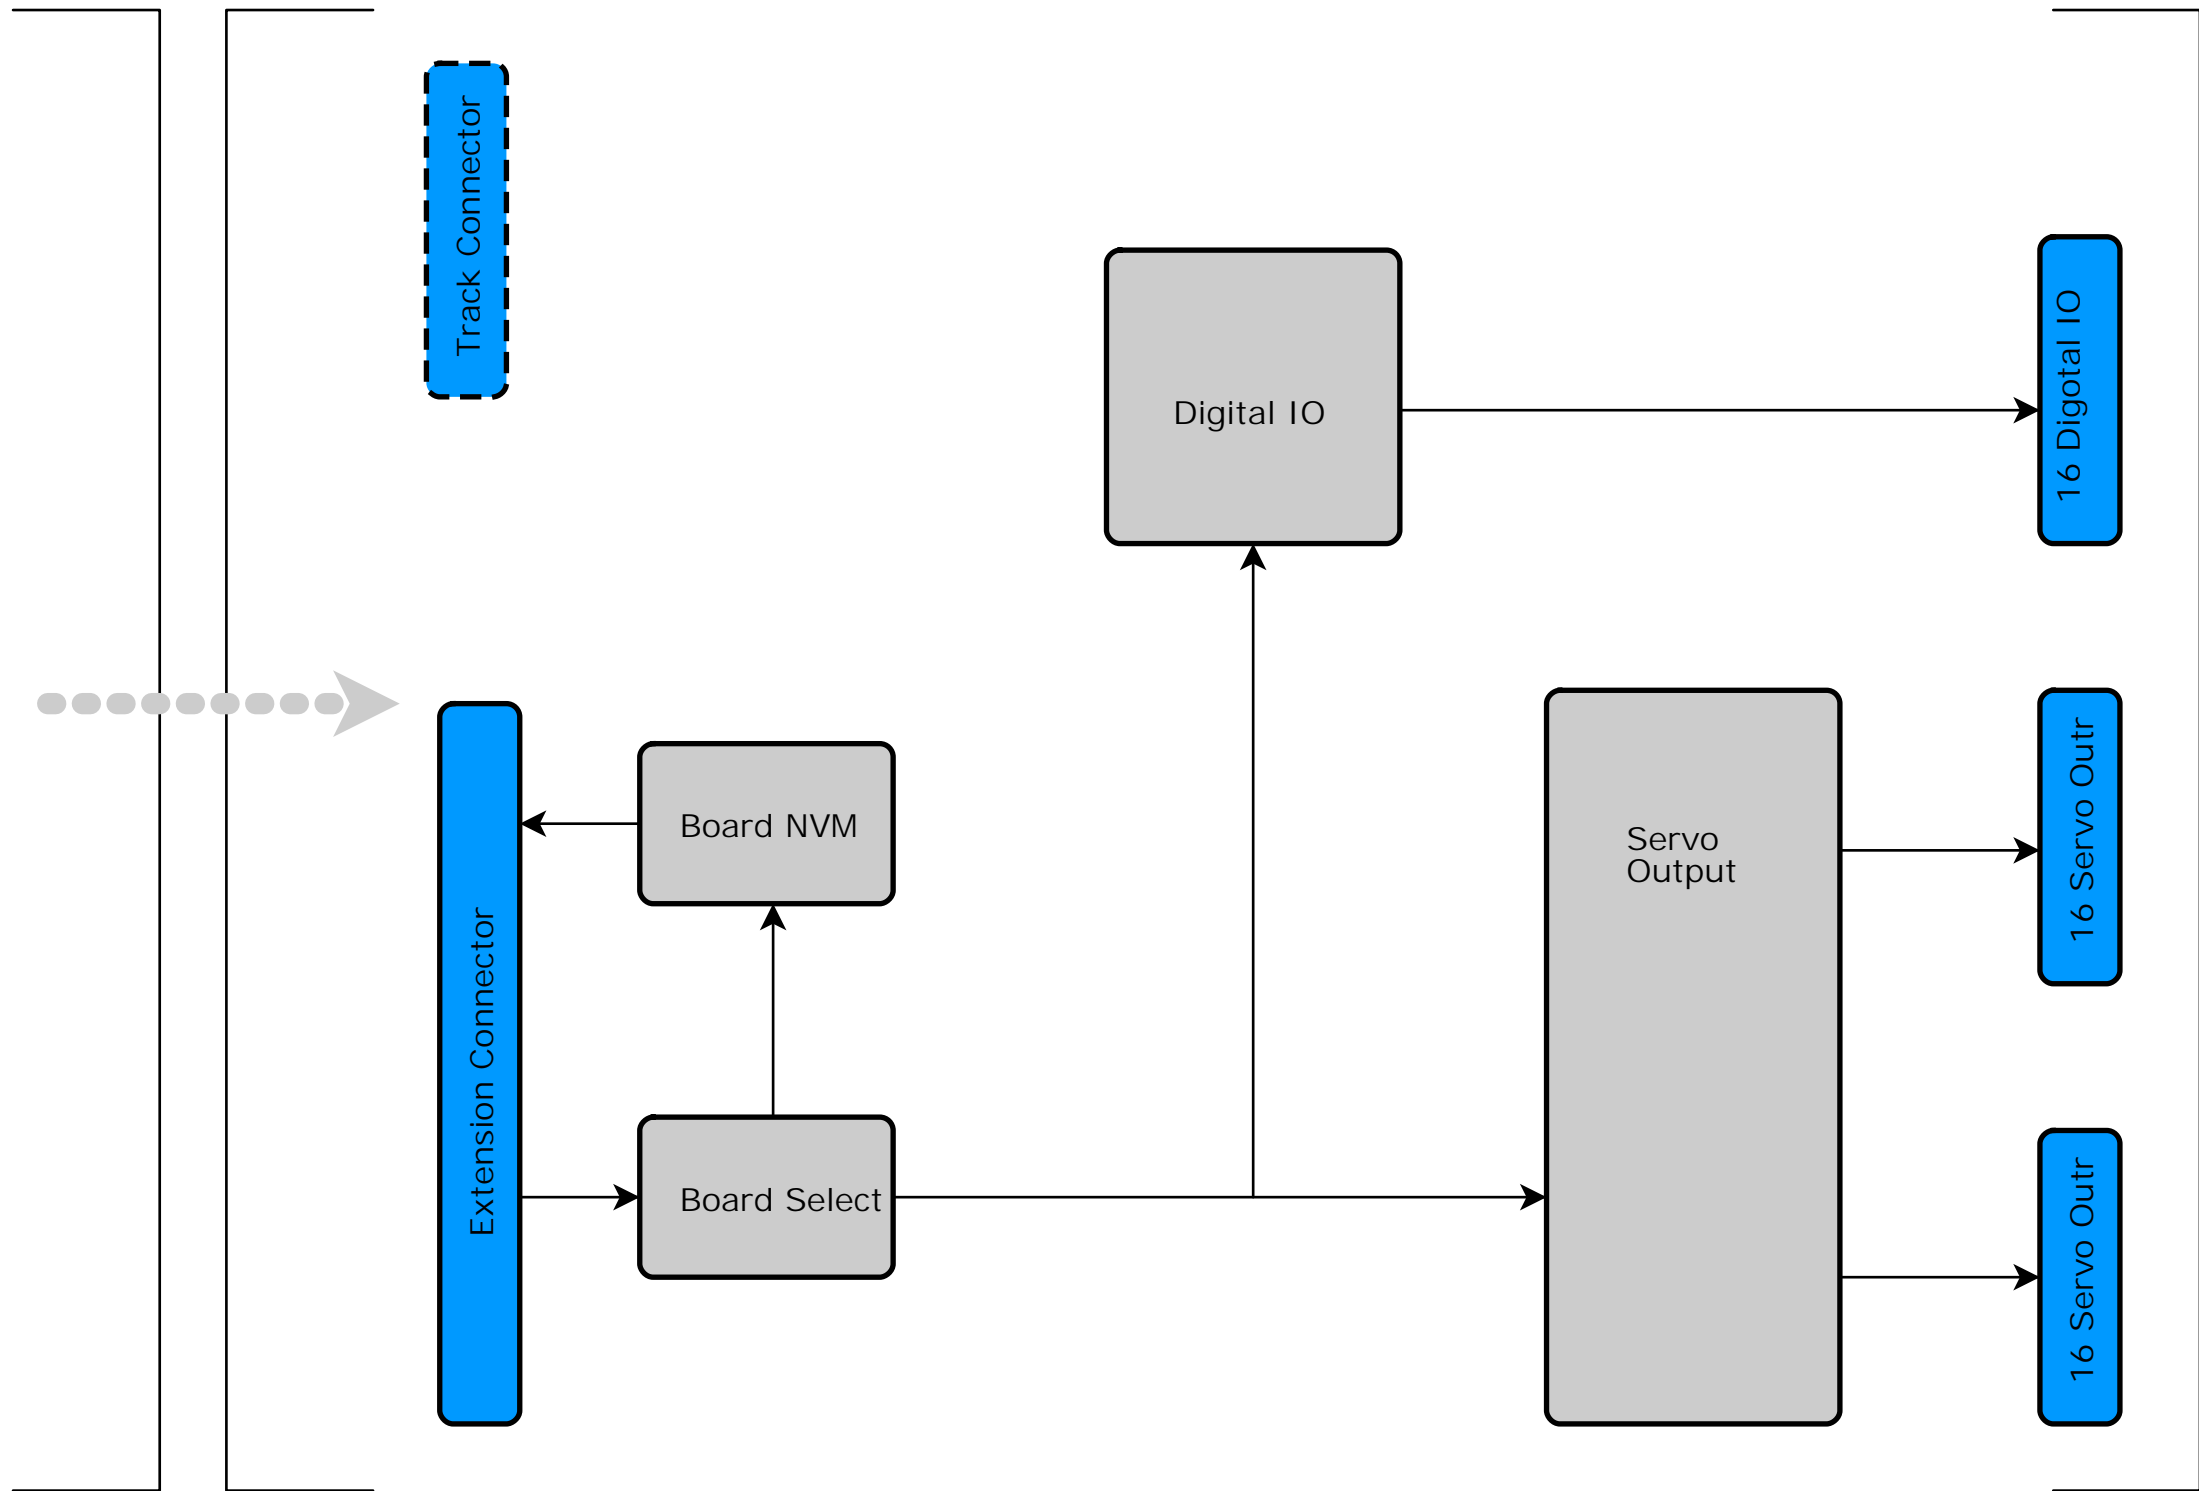 Track Connector
Digital IO
16 Digotal IO
Extension Connector
Board NVM
Board Select
Servo
Output
16 Servo Outr
16 Servo Outr